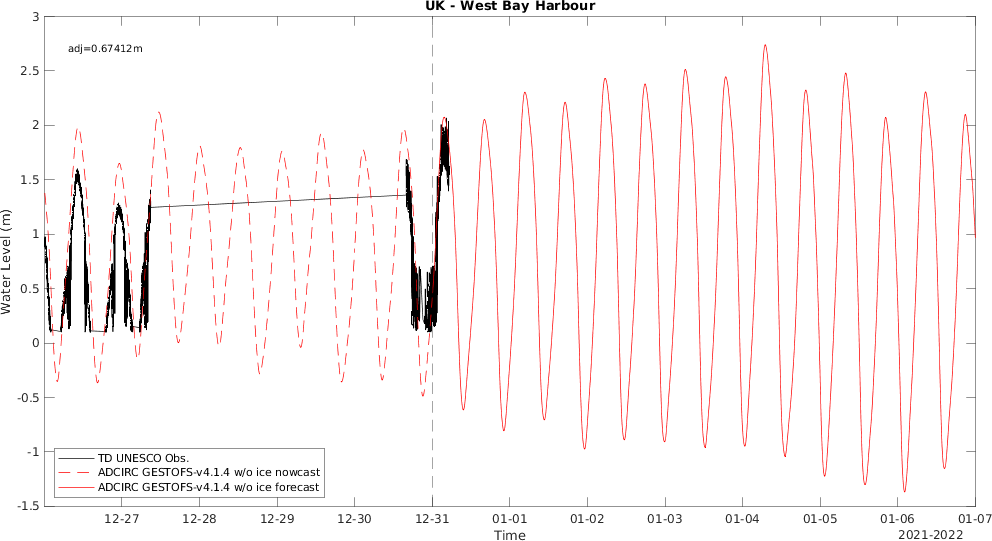 UK - West Bay Harbour
adj=0.67412m
3
2.5
2
1.5
1
0.5
0
-0.5
-1
-1.5
Water Level (m)
TD UNESCO Obs.
ADCIRC GESTOFS-v4.1.4 w/o ice nowcast
ADCIRC GESTOFS-v4.1.4 w/o ice forecast
12-27 12-28 12-29 12-30 12-31 01-01 01-02 01-03 01-04 01-05 01-06 01-07
Time
2021-2022